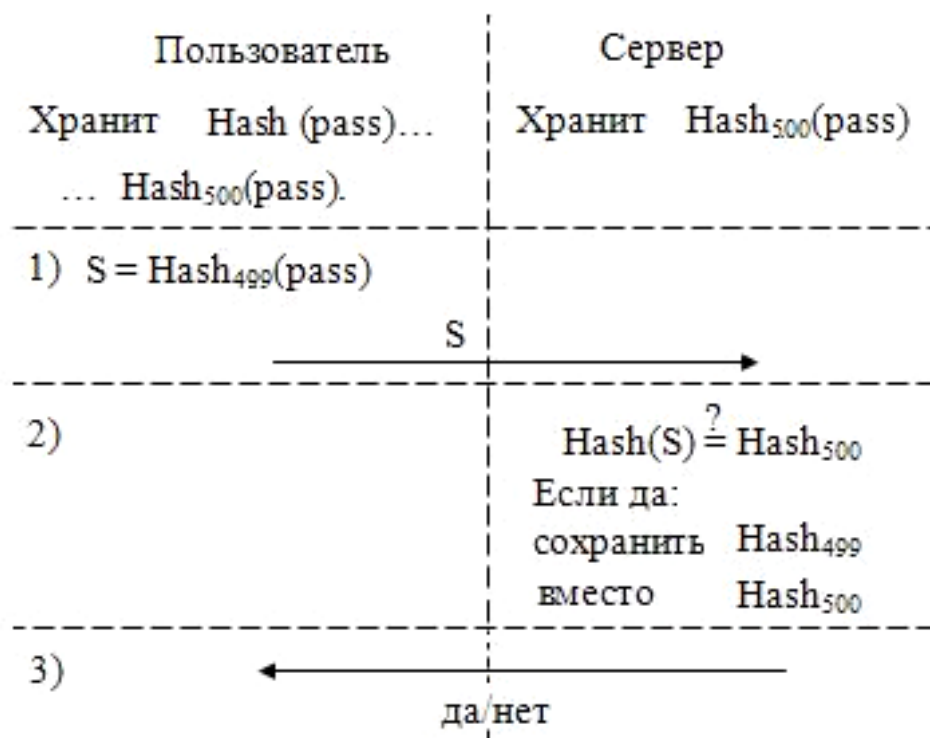 Пользователь
Сервер
Хранит Hash (pass)…
… Hash₅₀₀(pass).
Хранит Hash₅₀₀(pass)
1) S = Hash₄₉₉(pass)
S
2)
Hash(S) ≟ Hash₅₀₀
Если да:
сохранить Hash₄₉₉
вместо Hash₅₀₀
3)
да/нет